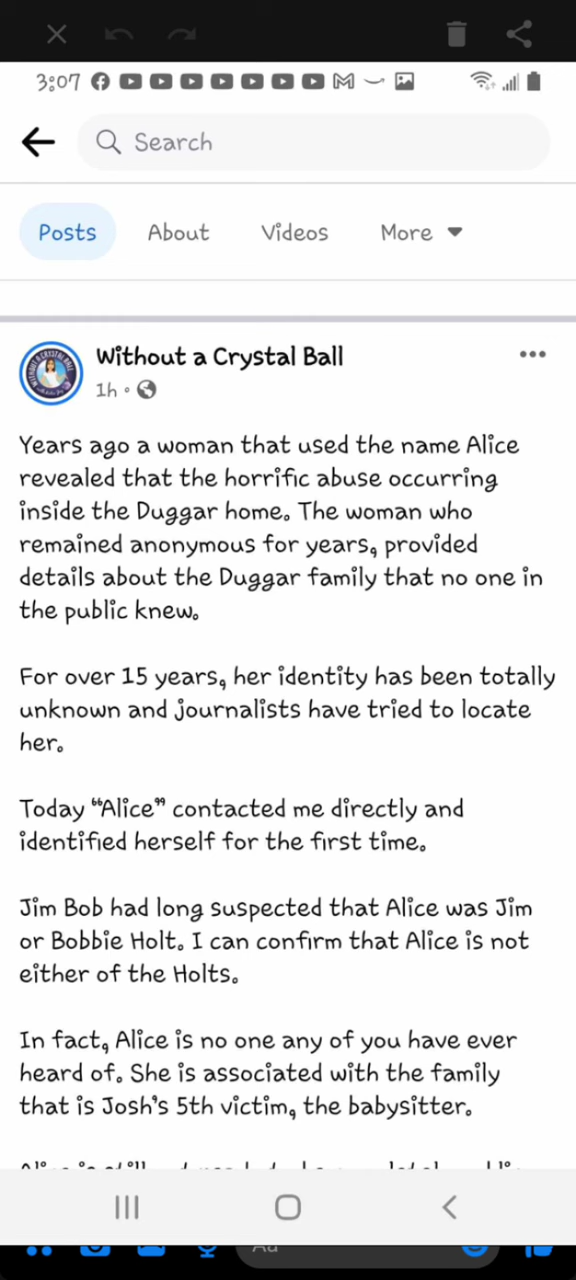 3:07
Search
Posts About Videos More
Without a Crystal Ball
1h
Years ago a woman that used the name Alice
revealed that the horrific abuse occurring
inside the Duggar home. The woman who
remained anonymous for years, provided
details about the Duggar family that no one in
the public knew.
For over 15 years, her identity has been totally
unknown and journalists have tried to locate
her.
Today “Alice” contacted me directly and
identified herself for the first time.
Jim Bob had long suspected that Alice was Jim
or Bobbie Holt. I can confirm that Alice is not
either of the Holts.
In fact, Alice is no one any of you have ever
heard of. She is associated with the family
that is Josh's 5th victim, the babysitter.
Aa